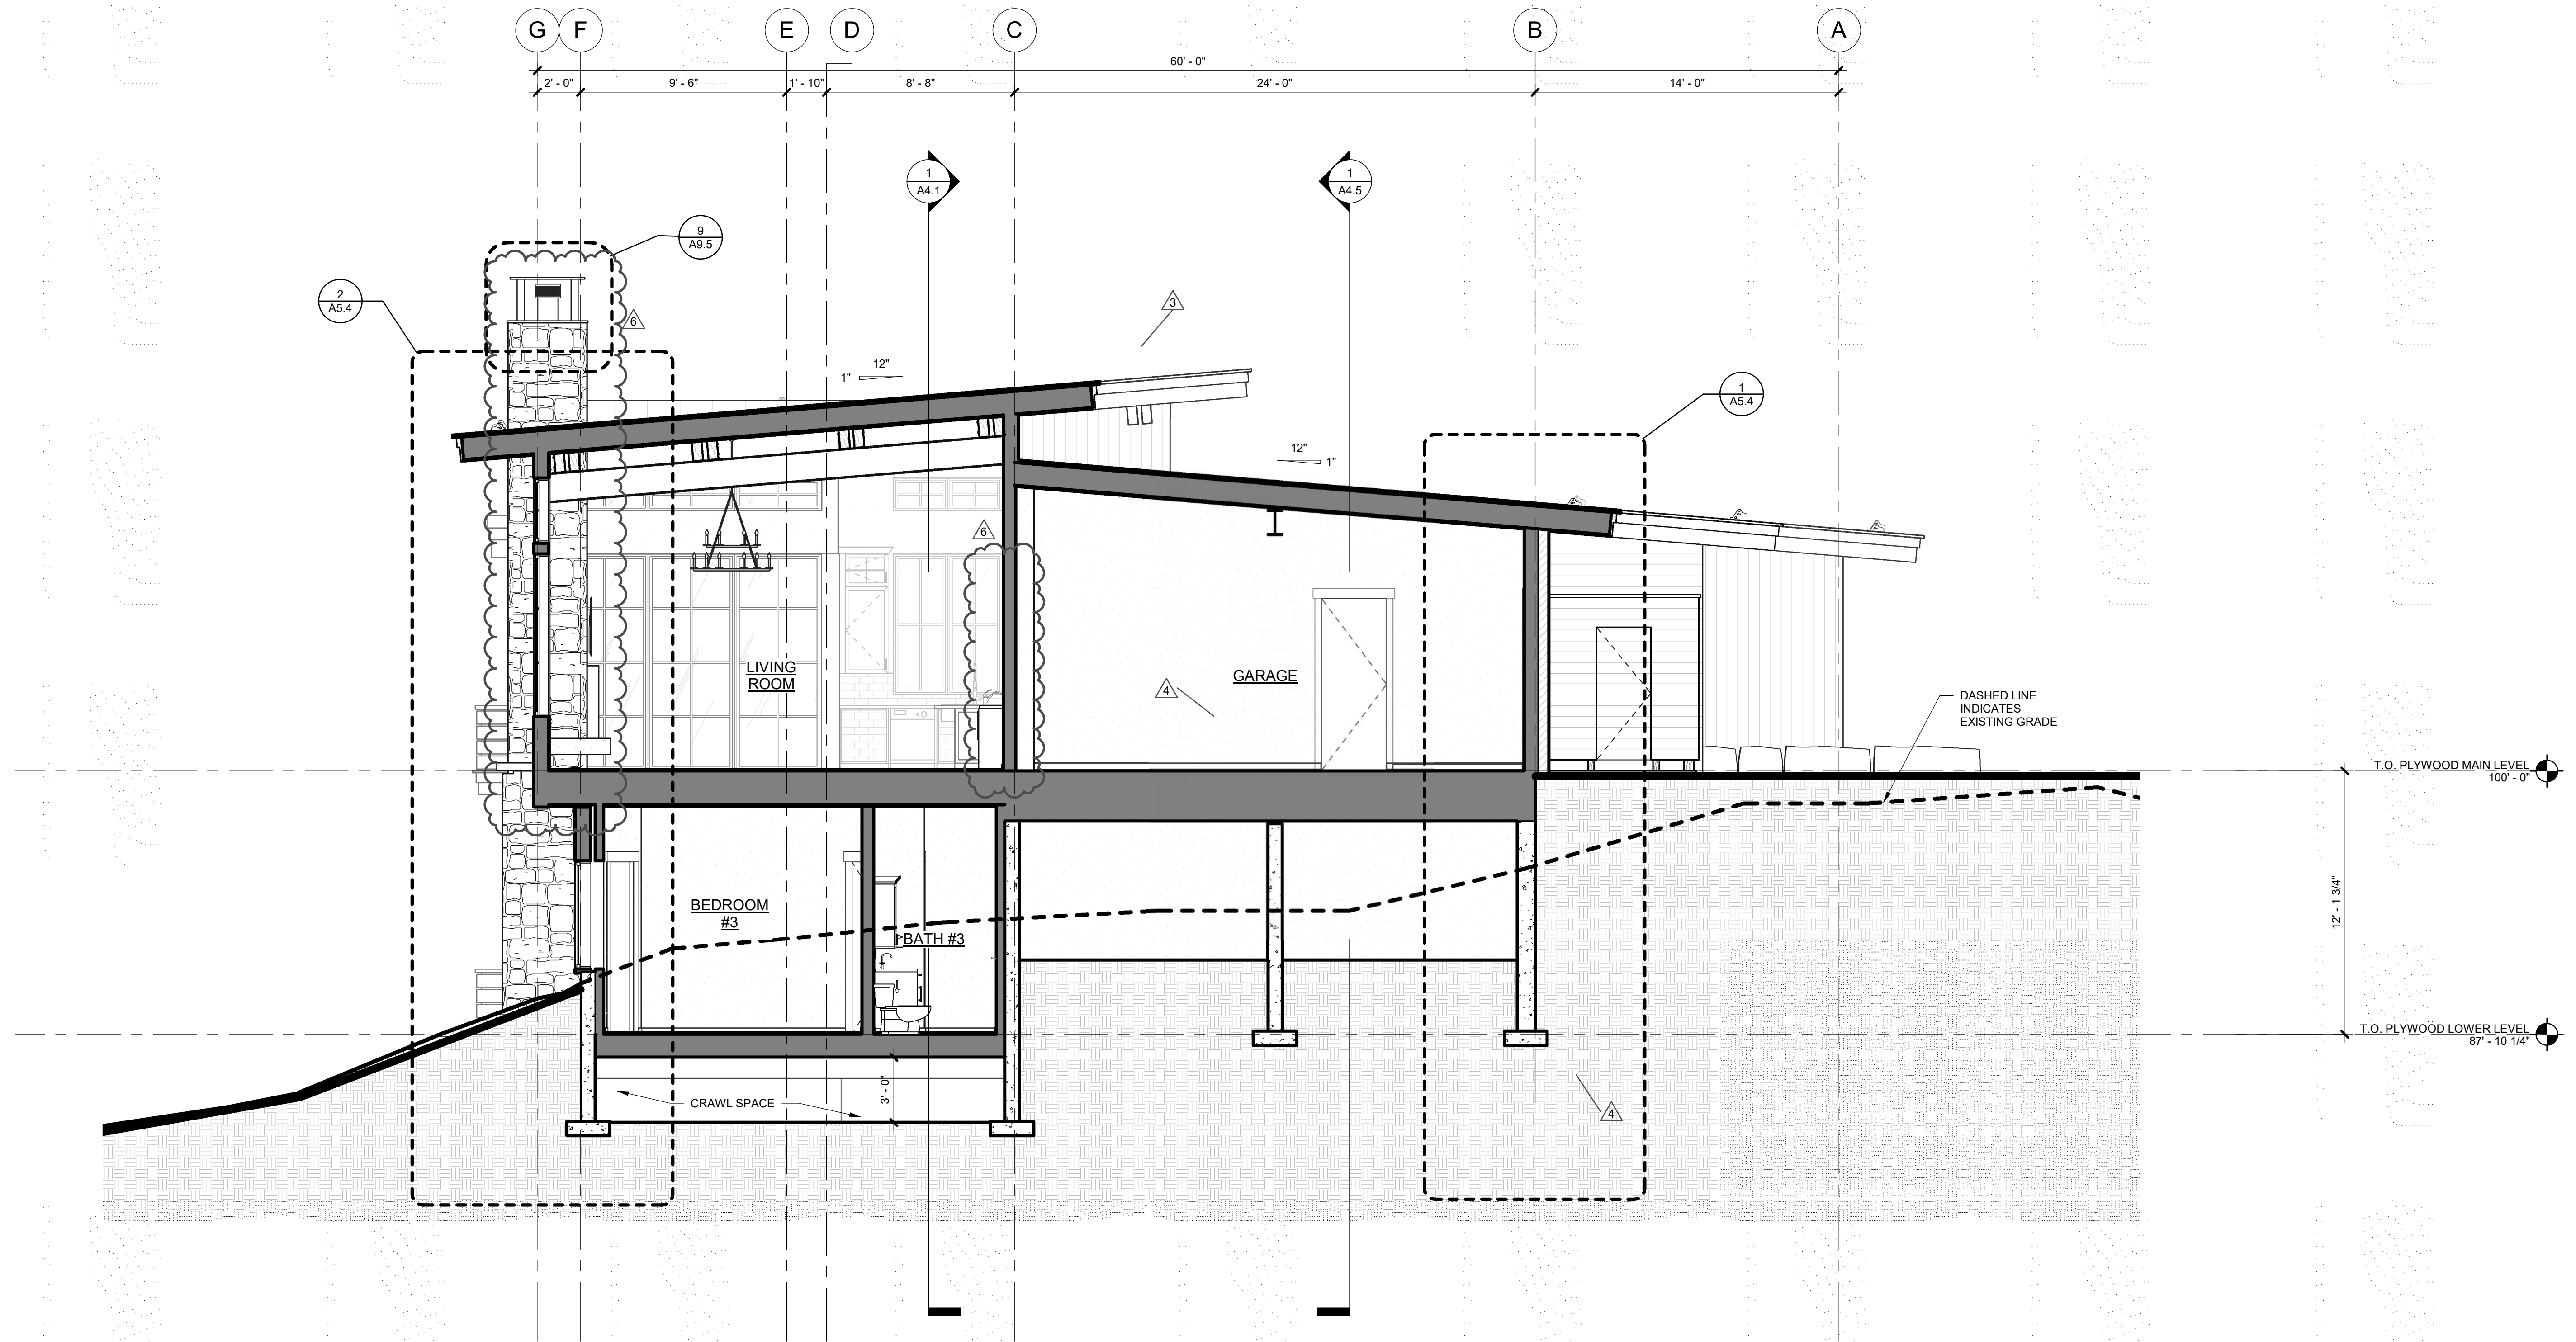 G F E D C B A
60' - 0"
2' - 0" 9' - 6" 1' - 10" 8' - 8" 24' - 0" 14' - 0"
1
A4.1
1
A4.5
9
A9.5
2
A5.4
6
3
12"
1"
1
A5.4
12"
1"
6
LIVING
ROOM
GARAGE
4
DASHED LINE
INDICATES
EXISTING GRADE
T.O. PLYWOOD MAIN LEVEL
100' - 0"
12' - 1 3/4"
BEDROOM
#3
BATH #3
T.O. PLYWOOD LOWER LEVEL
87' - 10 1/4"
3' - 0"
CRAWL SPACE
4